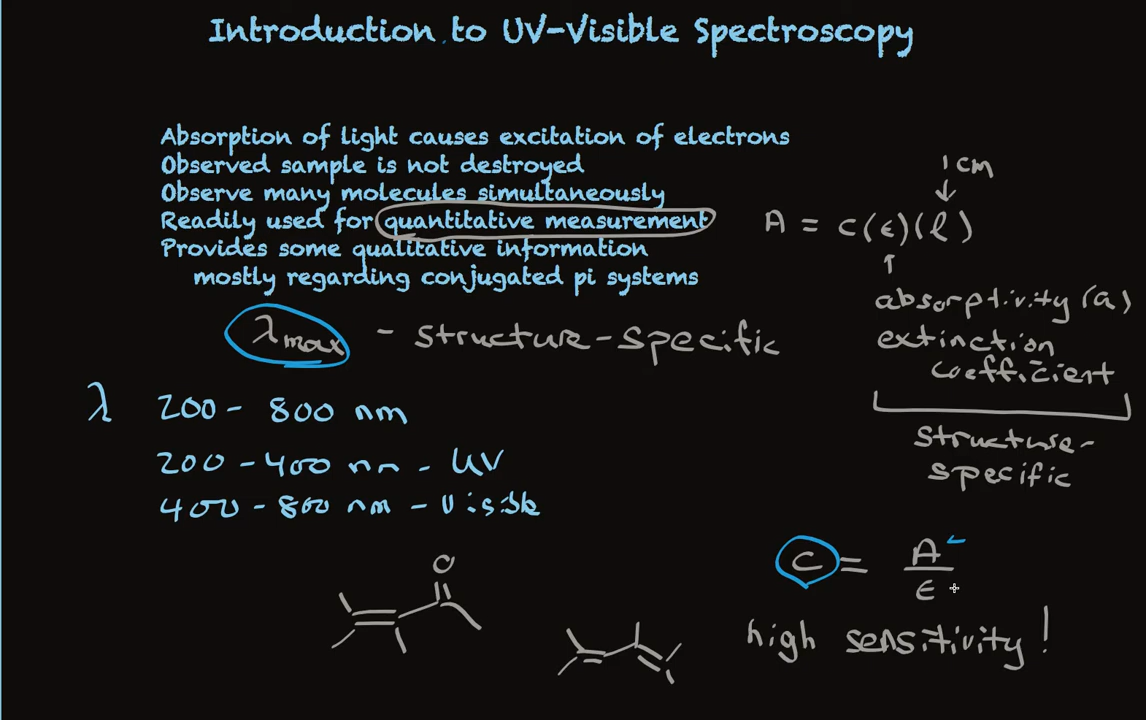 Introduction to UV-Visible Spectroscopy
Absorption of light causes excitation of electrons
Observed sample is not destroyed
Observe many molecules simultaneously
Readily used for quantitative measurement
Provides some qualitative information
mostly regarding conjugated pi systems
λmax - structure-specific
λ 200 - 800 nm
200 - 400 nm - UV
400 - 800 nm - Visible
1 cm
↓
A = c(ε)(l)
↑
absorptivity (a)
extinction
coefficient
structure-
specific
O
c = A/ε
high sensitivity!